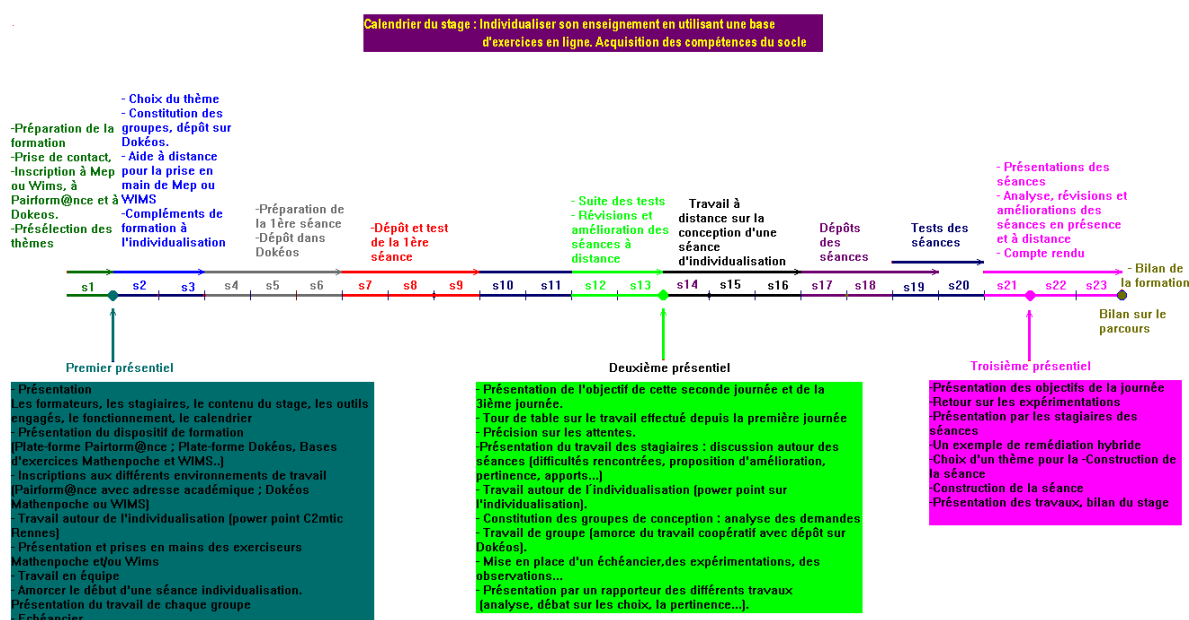 Calendrier du stage : Individualiser son enseignement en utilisant une base
d'exercices en ligne. Acquisition des compétences du socle
-Préparation de la
formation
-Prise de contact,
-Inscription à Mep
ou Wims, à
Pairform@nce et à
Dokeos.
-Présélection des
thèmes
- Choix du thème
- Constitution des
groupes, dépôt sur
Dokéos.
- Aide à distance
pour la prise en
main de Mep ou
WIMS
-Compléments de
formation à
l'individualisation
-Préparation de
la 1ère séance
-Dépôt dans
Dokéos
-Dépôt et test
de la 1ère
séance
- Suite des tests
- Révisions et
amélioration des
séances à
distance
Travail à
distance sur la
conception d'une
séance
d'individualisation
Dépôts
des
séances
Tests des
séances
- Présentations des
séances
- Analyse, révisions et
améliorations des
séances en présence
et à distance
- Compte rendu
- Bilan de
la formation
s1 s2 s3 s4 s5 s6 s7 s8 s9 s10 s11 s12 s13 s14 s15 s16 s17 s18 s19 s20 s21 s22 s23
Bilan sur le
parcours
Premier présentiel
- Présentation
Les formateurs, les stagiaires, le contenu du stage, les outils
engagés, le fonctionnement, le calendrier
- Présentation du dispositif de formation
(Plate-forme Pairtorm@nce ; Plate-forme Dokéos, Bases
d'exercices Mathenpoche et WIMS..)
- Inscriptions aux différents environements de travail
(Pairform@nce avec adresse académique ; Dokéos
Mathenpoche ou WIMS)
- Travail autour de l'individualisation (power point C2mtic
Rennes)
- Présentation et prises en mains des exerciseurs
Mathenpoche et/ou Wims
- Travail en équipe
- Amorcer le début d'une séance individualisation.
Présentation du travail de chaque groupe
- Echéancier
Deuxième présentiel
- Présentation de l'objectif de cette seconde journée et de la
3ième journée.
- Tour de table sur le travail effectué depuis la première journée
- Précision sur les attentes.
-Présentation du travail des stagiaires : discussion autour des
séances (difficultés rencontrées, proposition d'amélioration,
pertinence, apports...)
- Travail autour de l´individualisation (power point sur
l'individualisation).
- Constitution des groupes de conception : analyse des demandes
- Travail de groupe (amorce du travail coopératif avec dépôt sur
Dokéos).
- Mise en place d'un échéancier,des expérimentations, des
observations...
- Présentation par un rapporteur des différents travaux
(analyse, débat sur les choix, la pertinence...).
Troisième présentiel
-Présentation des objectifs de la journée
-Retour sur les expérimentations
-Présentation par les stagiaires des
séances
-Un exemple de remédiation hybride
-Choix d'un thème pour la -Construction de
la séance
-Construction de la séance
-Présentation des travaux, bilan du stage